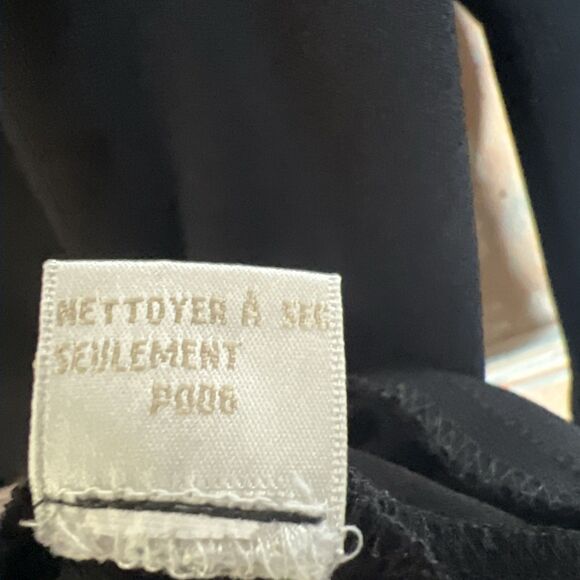 NETTOYER À SEC
SEULEMENT
P006